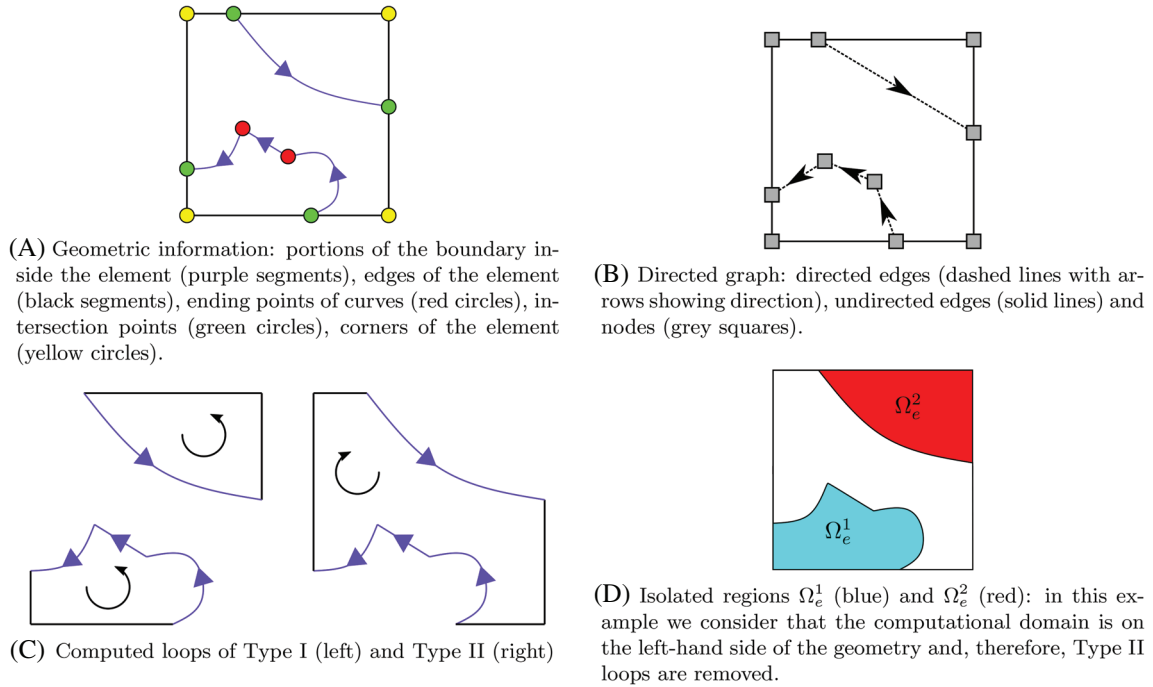 (A) Geometric information: portions of the boundary in-
side the element (purple segments), edges of the element
(black segments), ending points of curves (red circles), in-
tersection points (green circles), corners of the element
(yellow circles).
(B) Directed graph: directed edges (dashed lines with ar-
rows showing direction), undirected edges (solid lines) and
nodes (grey squares).
(C) Computed loops of Type I (left) and Type II (right)
Ω²ₑ
Ω¹ₑ
(D) Isolated regions Ω¹ₑ (blue) and Ω²ₑ (red): in this ex-
ample we consider that the computational domain is on
the left-hand side of the geometry and, therefore, Type II
loops are removed.